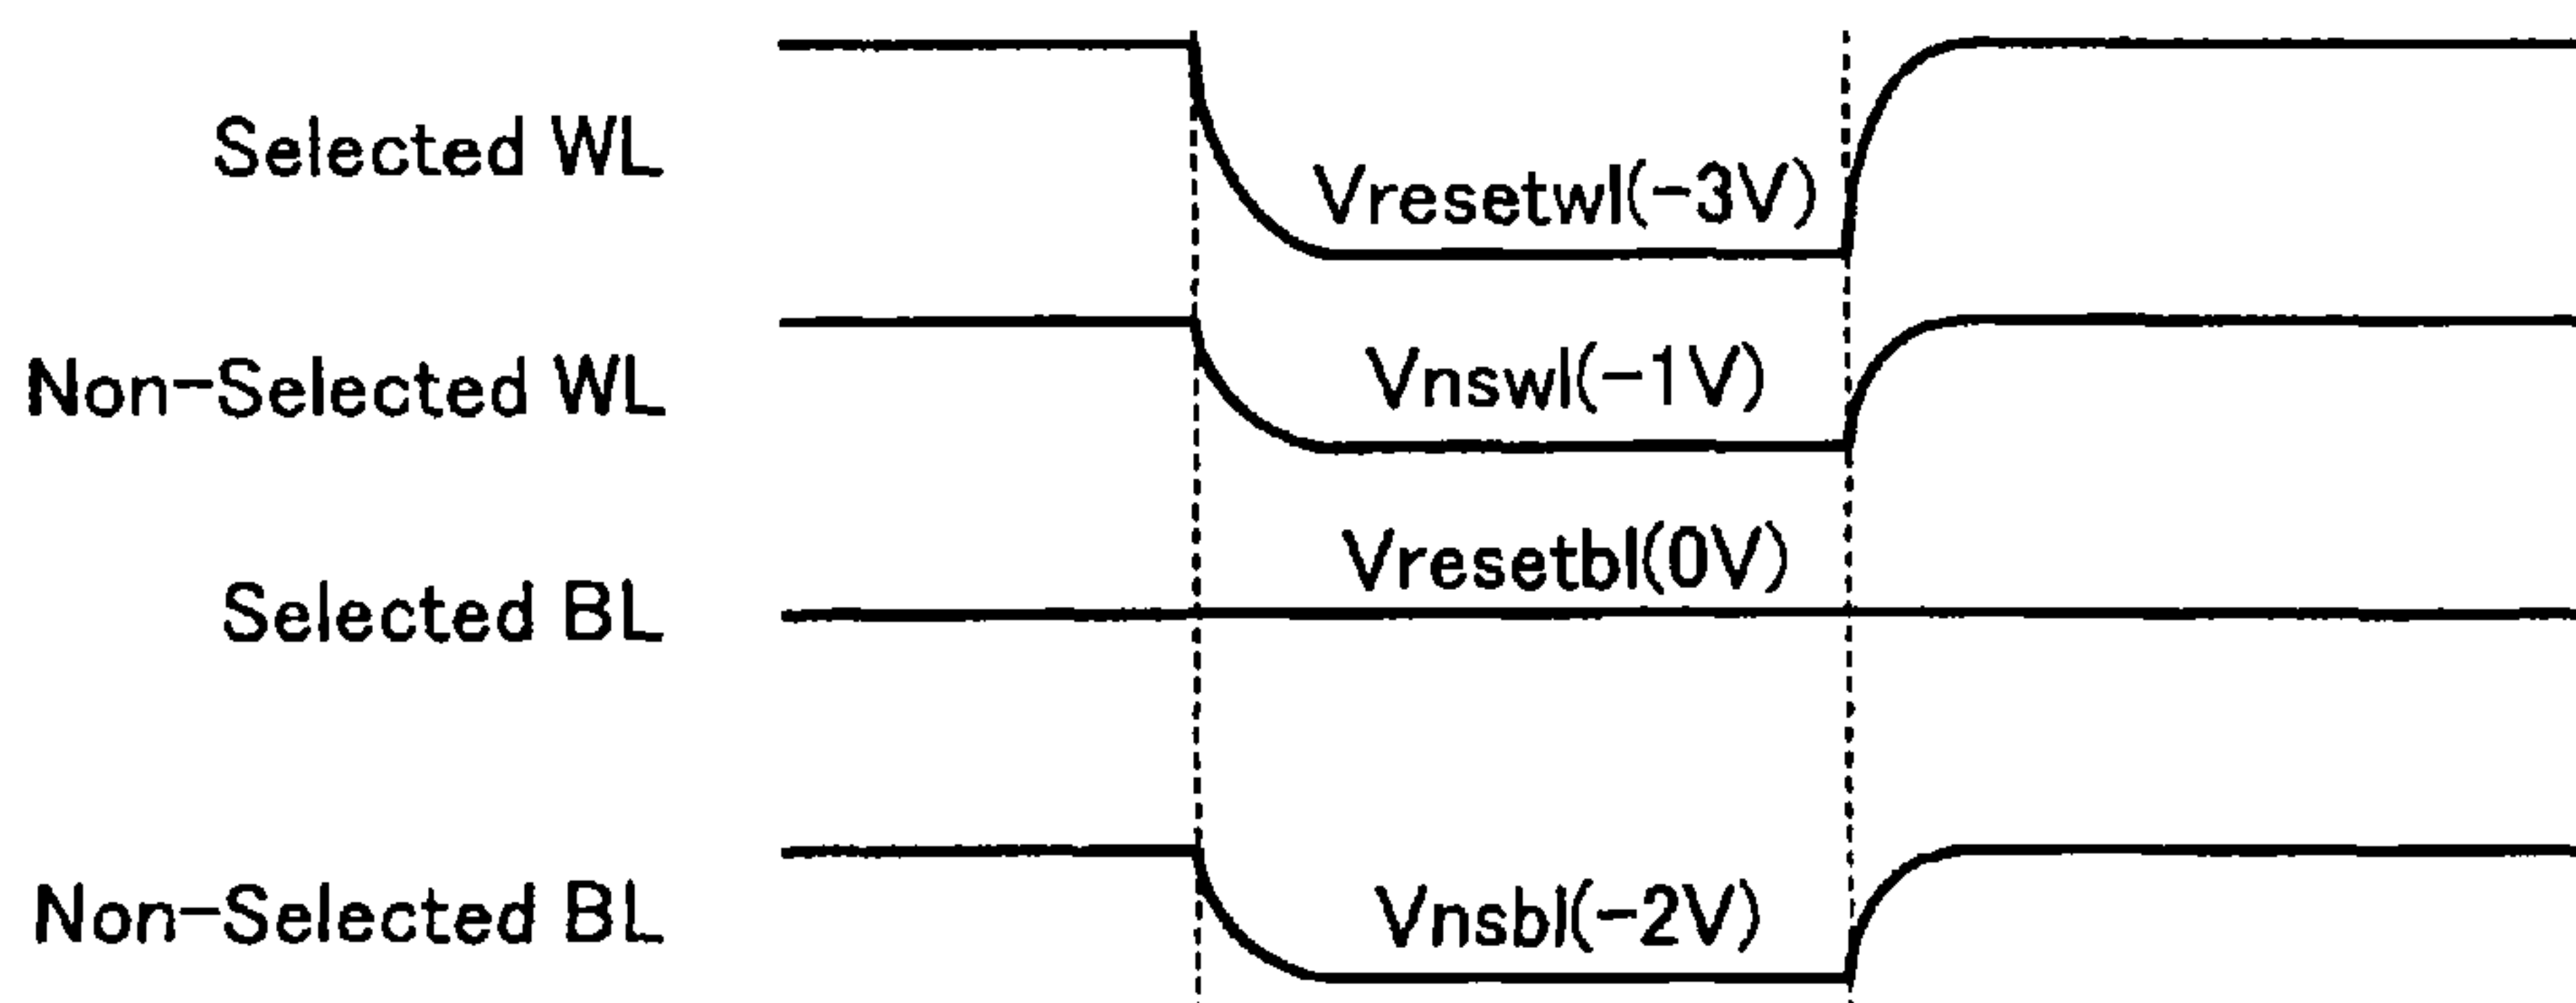 Selected WL
Vresetwl(-3V)
Non-Selected WL
Vnswl(-1V)
Vresetbl(0V)
Selected BL
Non-Selected BL
Vnsbl(-2V)